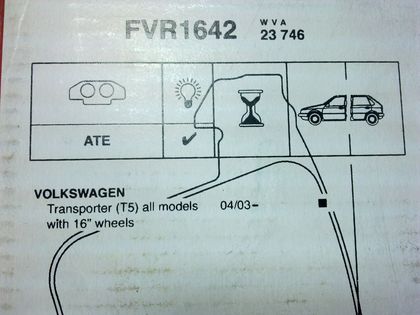 FVR1642 WVA 23 746
ATE ✓
VOLKSWAGEN
Transporter (T5) all models 04/03–
with 16" wheels